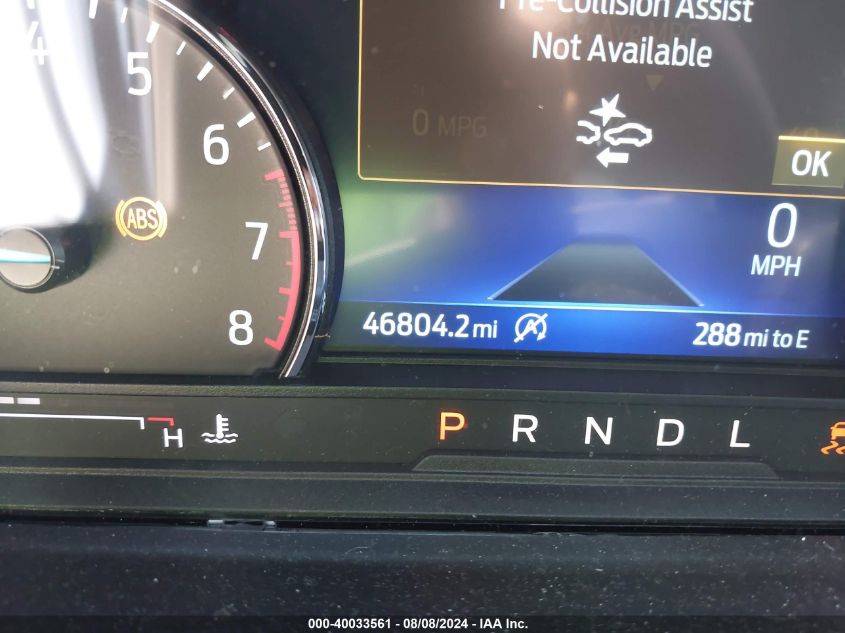 Pre-Collision Assist
Not Available
0 MPG
OK
4
5
6
7
8
ABS
0
MPH
46804.2 mi
288 mi to E
H
P R N D L
000-40033561 - 08/08/2024 - IAA Inc.